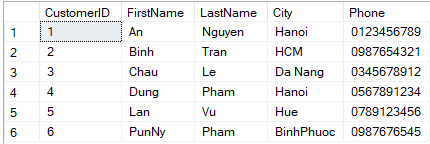 CustomerID FirstName LastName City Phone
1 1 An Nguyen Hanoi 0123456789
2 2 Binh Tran HCM 0987654321
3 3 Chau Le Da Nang 0345678912
4 4 Dung Pham Hanoi 0567891234
5 5 Lan Vu Hue 0789123456
6 6 PunNy Pham BinhPhuoc 0987676545